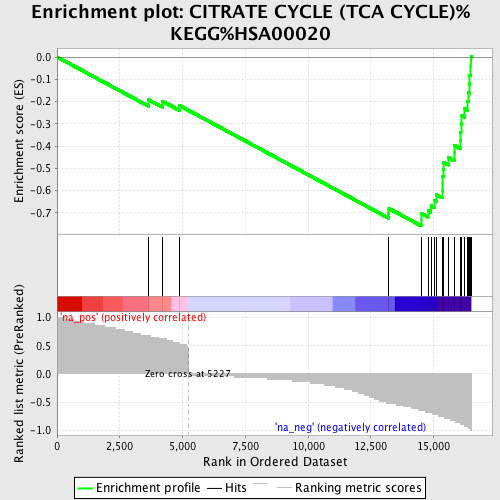 Enrichment plot: CITRATE CYCLE (TCA CYCLE)%
KEGG%HSA00020
Enrichment score (ES)
0.0
-0.1
-0.2
-0.3
-0.4
-0.5
-0.6
-0.7
'na_pos' (positively correlated)
Ranked list metric (PreRanked)
1.0
0.5
0.0
-0.5
-1.0
Zero cross at 5227
'na_neg' (negatively correlated)
0
2,500
5,000
7,500
10,000
12,500
15,000
Rank in Ordered Dataset
Enrichment profile
Hits
Ranking metric scores